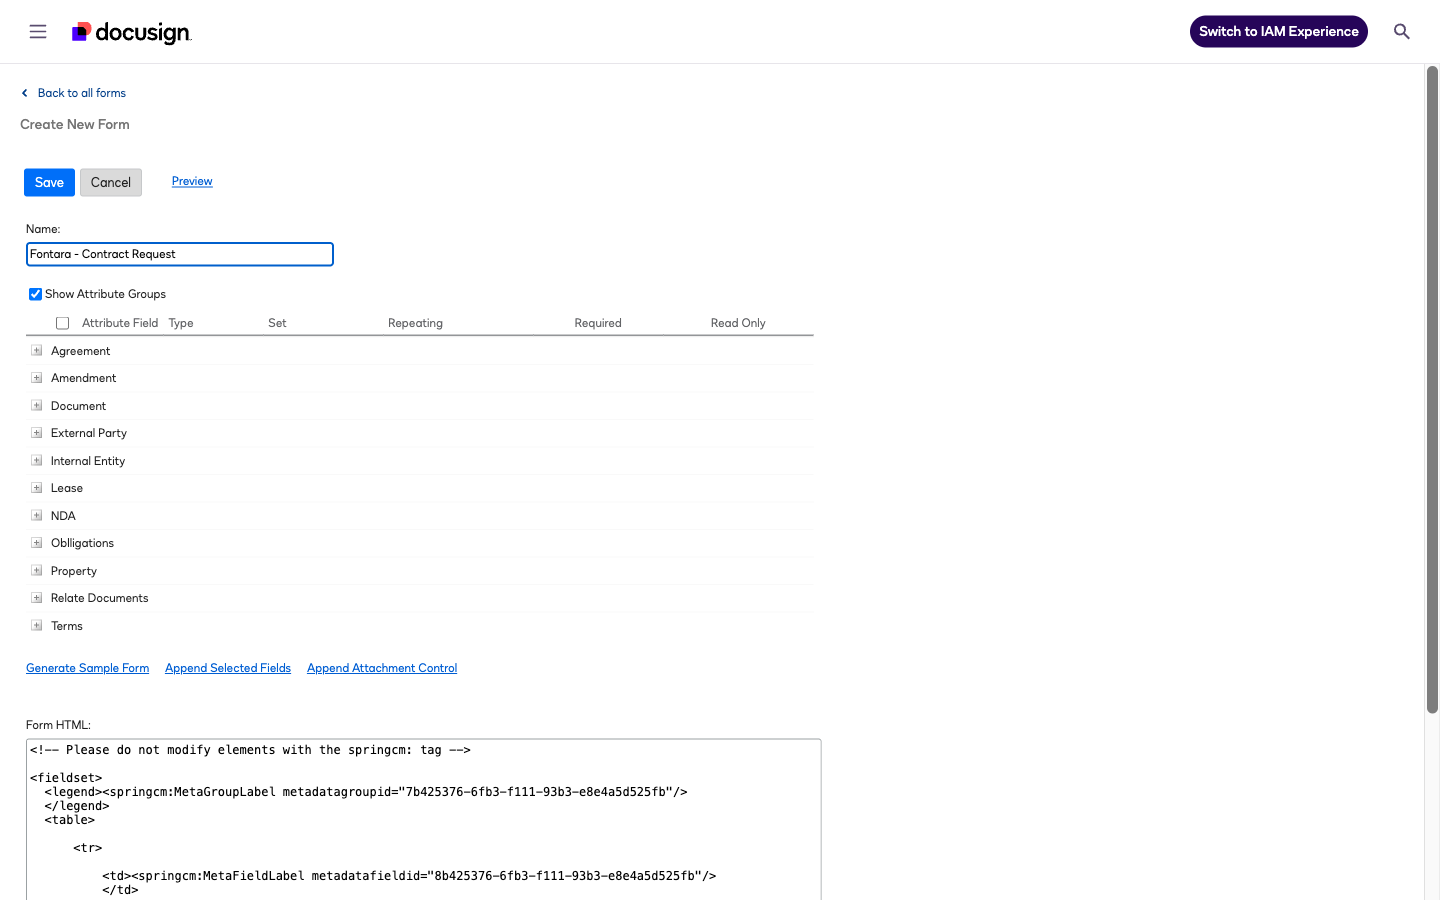 docusign
Switch to IAM Experience
Back to all forms
Create New Form
Save Cancel Preview
Name:
Fontara - Contract Request
Show Attribute Groups
Attribute Field Type Set Repeating Required Read Only
Agreement
Amendment
Document
External Party
Internal Entity
Lease
NDA
Oblligations
Property
Relate Documents
Terms
Generate Sample Form Append Selected Fields Append Attachment Control
Form HTML:
<!-- Please do not modify elements with the springcm: tag -->
<fieldset>
<legend><springcm:MetaGroupLabel metadatagroupid="7b425376-6fb3-f111-93b3-e8e4a5d525fb"/>
</legend>
<table>
<tr>
<td><springcm:MetaFieldLabel metadatafieldid="8b425376-6fb3-f111-93b3-e8e4a5d525fb"/>
</td>